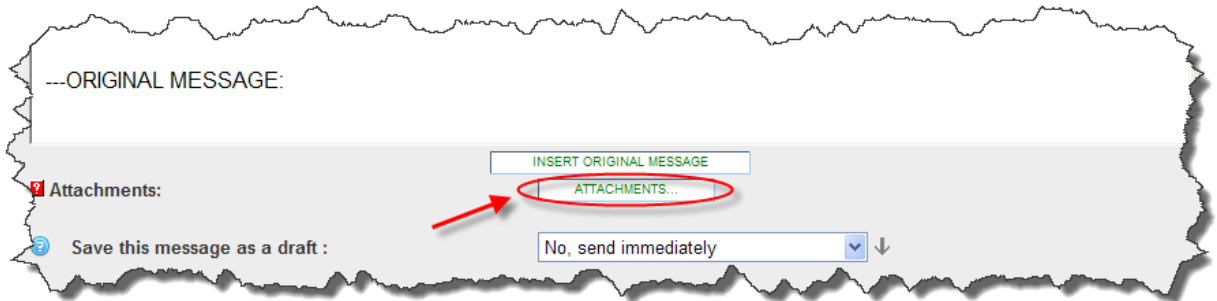 ---ORIGINAL MESSAGE:
INSERT ORIGINAL MESSAGE
? Attachments:
ATTACHMENTS...
? Save this message as a draft :
No, send immediately